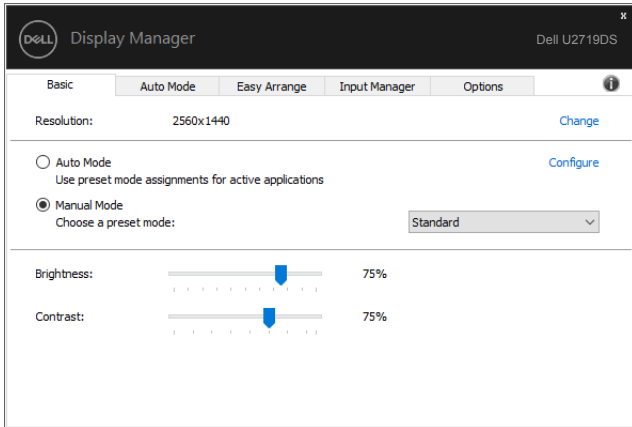 x
DELL Display Manager Dell U2719DS
Basic Auto Mode Easy Arrange Input Manager Options i
Resolution: 2560x1440 Change
Auto Mode Configure
Use preset mode assignments for active applications
Manual Mode
Choose a preset mode: Standard
Brightness: 75%
Contrast: 75%